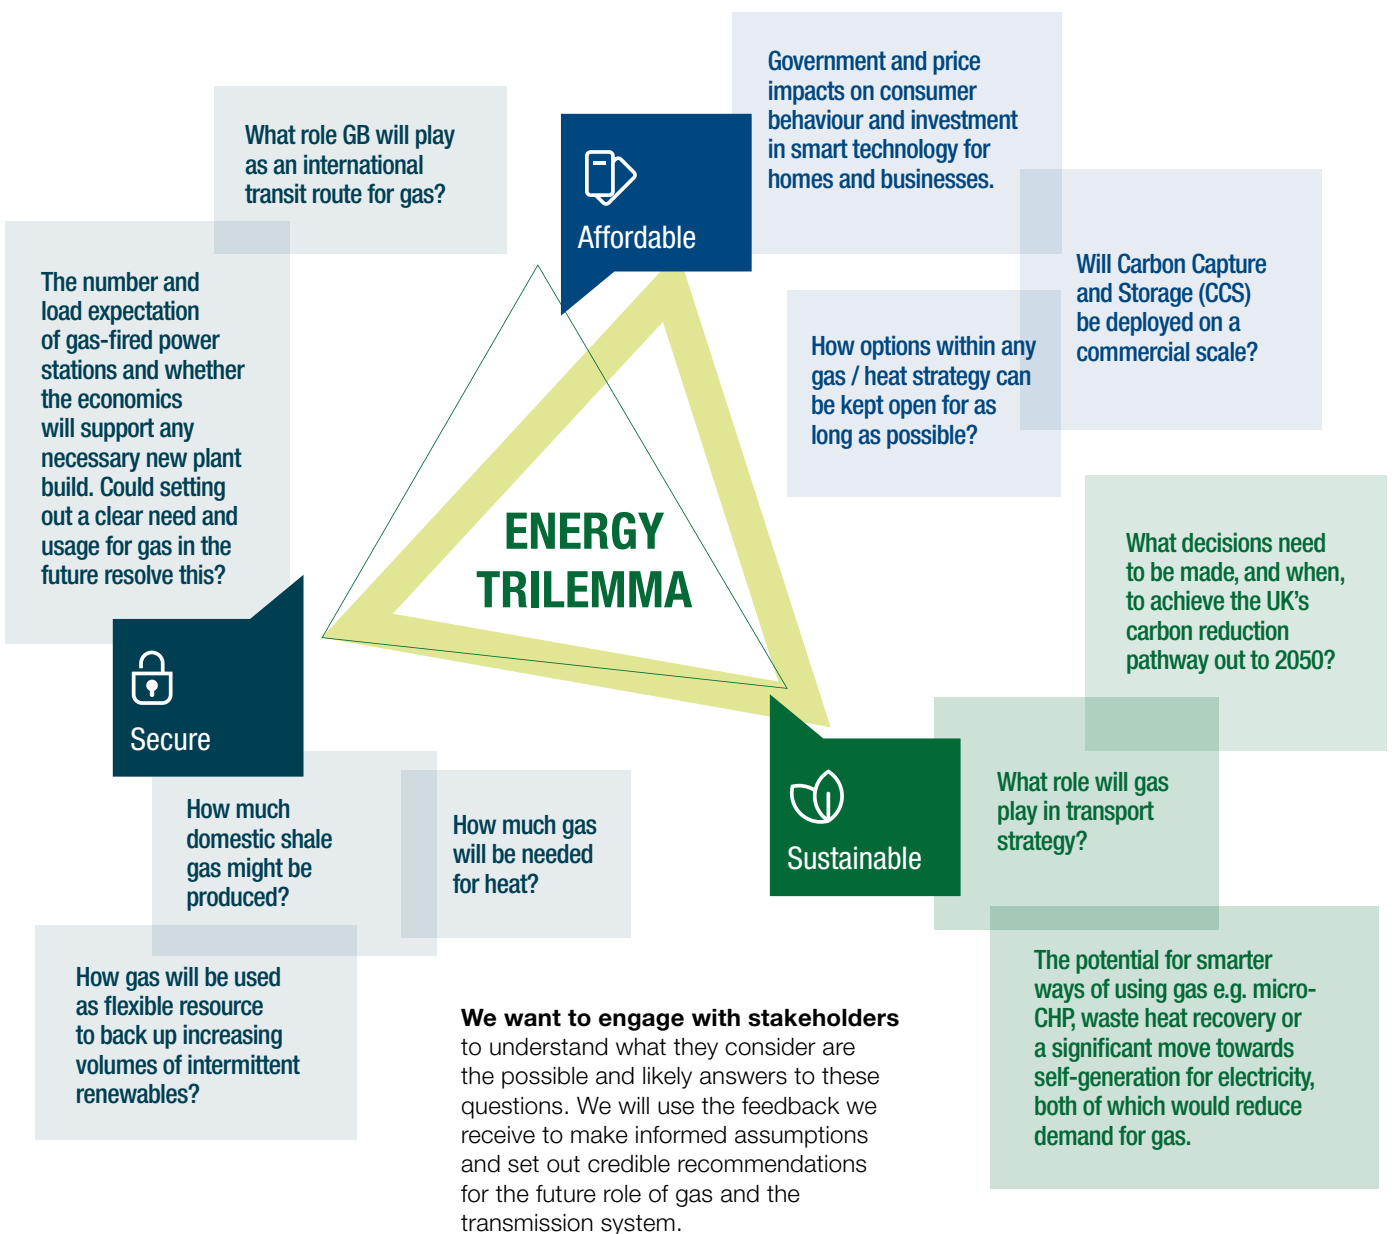 Government and price
impacts on consumer
behaviour and investment
in smart technology for
homes and businesses.
What role GB will play
as an international
transit route for gas?
Affordable
Will Carbon Capture
and Storage (CCS)
be deployed on a
commercial scale?
The number and
load expectation
of gas-fired power
stations and whether
the economics
will support any
necessary new plant
build. Could setting
out a clear need and
usage for gas in the
future resolve this?
How options within any
gas / heat strategy can
be kept open for as
long as possible?
ENERGY
TRILEMMA
What decisions need
to be made, and when,
to achieve the UK's
carbon reduction
pathway out to 2050?
Secure
What role will gas
play in transport
strategy?
Sustainable
How much
domestic shale
gas might be
produced?
How much gas
will be needed
for heat?
How gas will be used
as flexible resource
to back up increasing
volumes of intermittent
renewables?
The potential for smarter
ways of using gas e.g. micro-
CHP, waste heat recovery or
a significant move towards
self-generation for electricity,
both of which would reduce
demand for gas.
We want to engage with stakeholders
to understand what they consider are
the possible and likely answers to these
questions. We will use the feedback we
receive to make informed assumptions
and set out credible recommendations
for the future role of gas and the
transmission system.